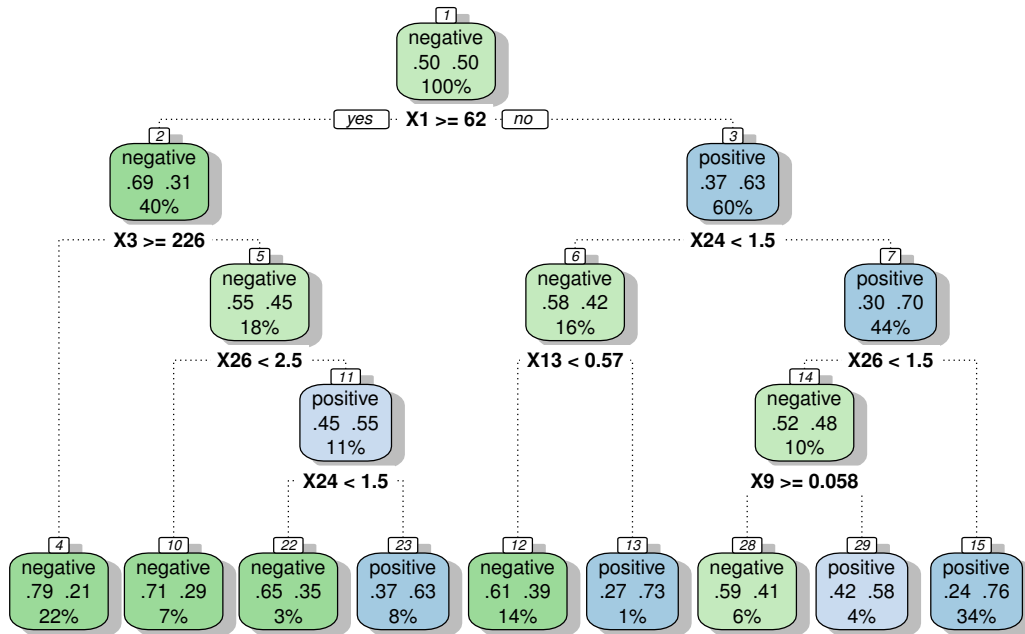 1
negative
.50 .50
100%
yes X1 >= 62 no
2
negative
.69 .31
40%
3
positive
.37 .63
60%
X3 >= 226
X24 < 1.5
5
negative
.55 .45
18%
6
negative
.58 .42
16%
7
positive
.30 .70
44%
X26 < 2.5
X13 < 0.57
X26 < 1.5
11
positive
.45 .55
11%
14
negative
.52 .48
10%
X24 < 1.5
X9 >= 0.058
4
negative
.79 .21
22%
10
negative
.71 .29
7%
22
negative
.65 .35
3%
23
positive
.37 .63
8%
12
negative
.61 .39
14%
13
positive
.27 .73
1%
28
negative
.59 .41
6%
29
positive
.42 .58
4%
15
positive
.24 .76
34%